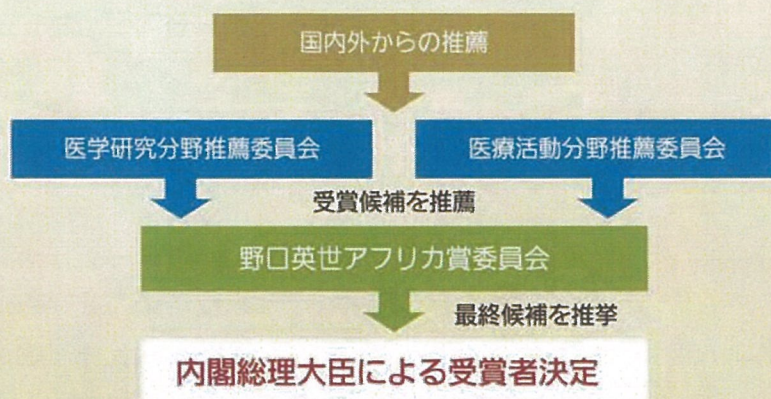 国内外からの推薦
医学研究分野推薦委員会
医療活動分野推薦委員会
受賞候補を推薦
野口英世アフリカ賞委員会
最終候補を推挙
内閣総理大臣による受賞者決定